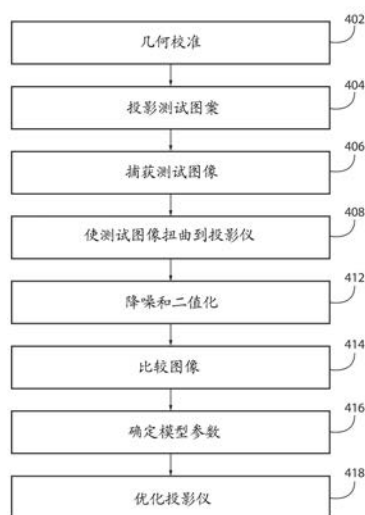 402
几何校准
404
投影测试图案
406
捕获测试图像
408
使测试图像扭曲到投影仪
412
降噪和二值化
414
比较图像
416
确定模型参数
418
优化投影仪